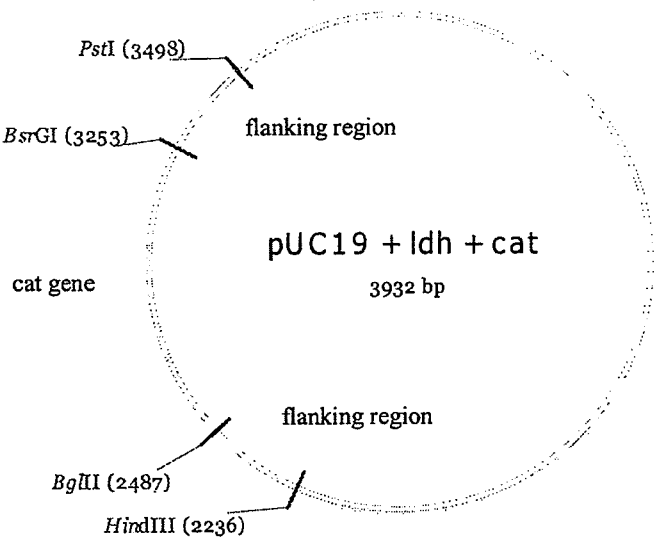 PstI (3498)
BsrGI (3253)
flanking region
pUC19 + ldh + cat
cat gene
3932 bp
flanking region
BglII (2487)
HindIII (2236)